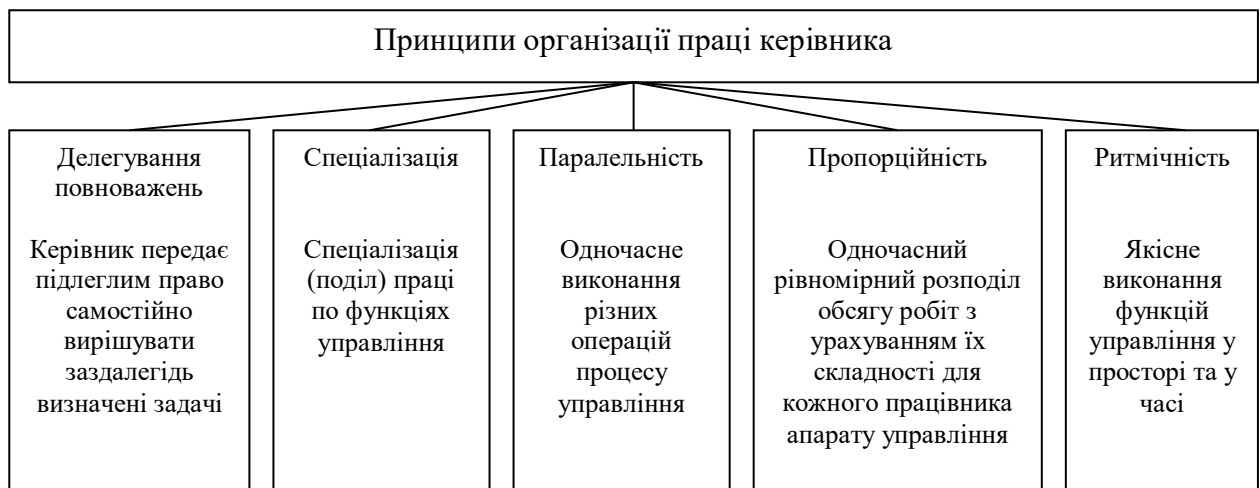 Принципи організації праці керівника
Делегування
повноважень
Керівник передає
підлеглим право
самостійно
вирішувати
заздалегідь
визначені задачі
Спеціалізація
Спеціалізація
(поділ) праці
по функціях
управління
Паралельність
Одночасне
виконання
різних
операцій
процесу
управління
Пропорційність
Одночасний
рівномірний розподіл
обсягу робіт з
урахуванням їх
складності для
кожного працівника
апарату управління
Ритмічність
Якісне
виконання
функцій
управління у
просторі та у
часі